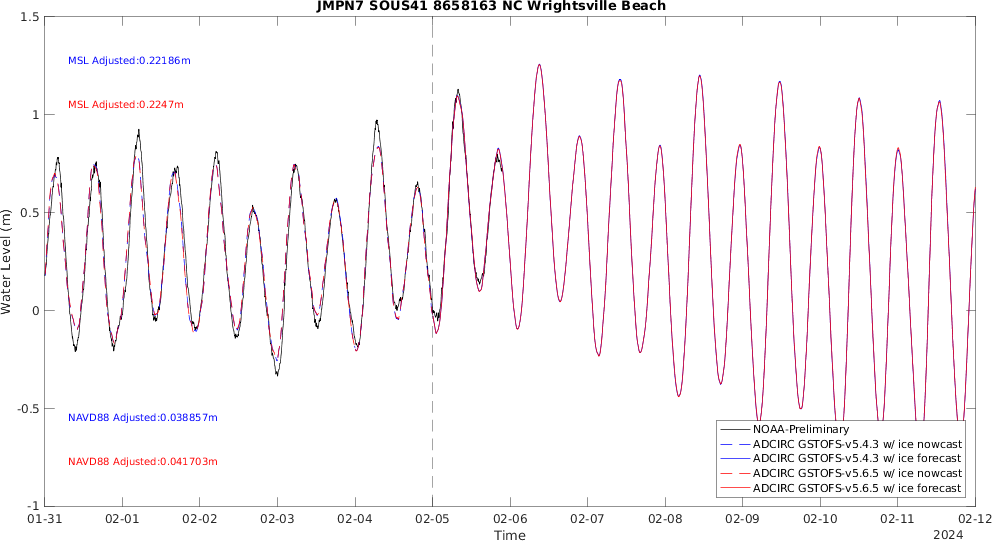 JMPN7 SOUS41 8658163 NC Wrightsville Beach
1.5
1
0.5
0
-0.5
-1
Water Level (m)
MSL Adjusted:0.22186m
MSL Adjusted:0.2247m
NAVD88 Adjusted:0.038857m
NAVD88 Adjusted:0.041703m
NOAA-Preliminary
ADCIRC GSTOFS-v5.4.3 w/ ice nowcast
ADCIRC GSTOFS-v5.4.3 w/ ice forecast
ADCIRC GSTOFS-v5.6.5 w/ ice nowcast
ADCIRC GSTOFS-v5.6.5 w/ ice forecast
01-31 02-01 02-02 02-03 02-04 02-05 02-06 02-07 02-08 02-09 02-10 02-11 02-12
Time
2024